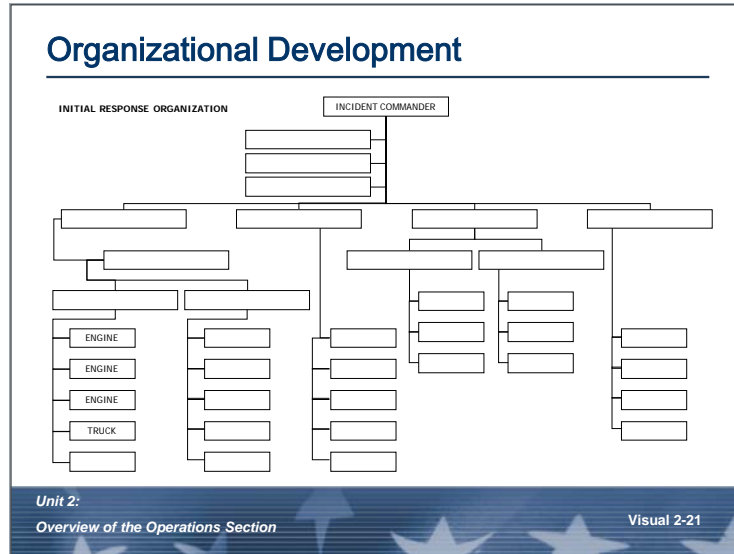 Organizational Development
INITIAL RESPONSE ORGANIZATION
INCIDENT COMMANDER
ENGINE
ENGINE
ENGINE
TRUCK
Unit 2:
Overview of the Operations Section
Visual 2-21